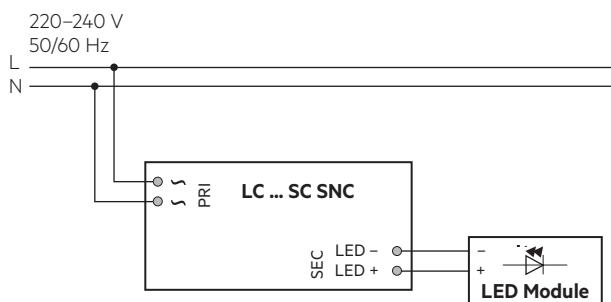 220–240 V
50/60 Hz
L
N
~ PRI
~
LC ... SC SNC
SEC
LED –
LED +
–
+
LED Module